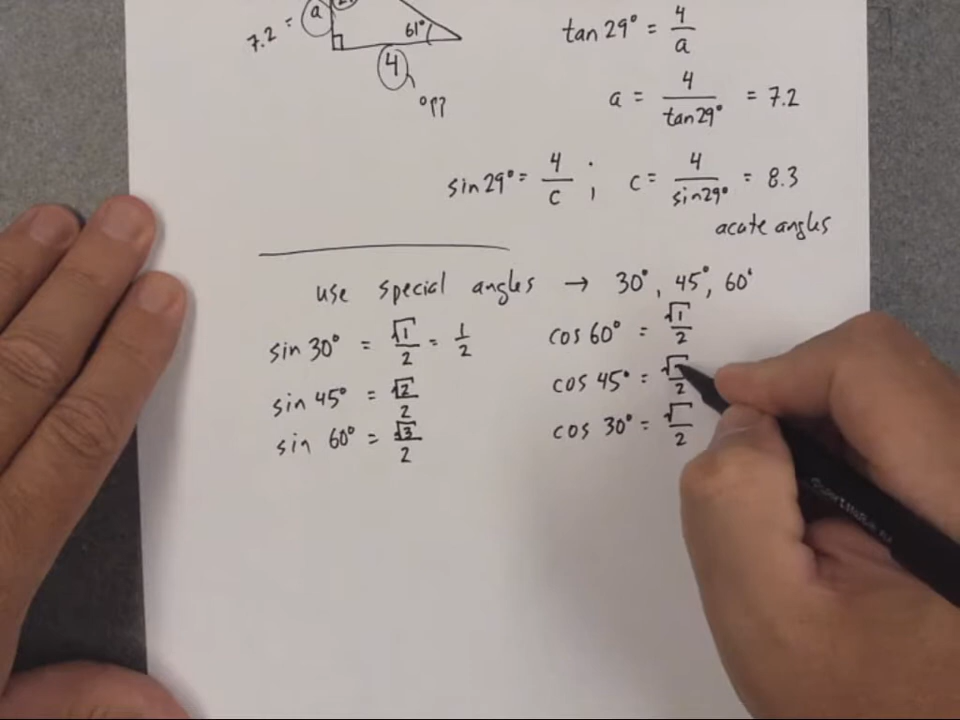 7.2 = a 61°
4
opp
tan 29° = 4/a
a = 4/tan 29° = 7.2
sin 29° = 4/c ; c = 4/sin 29° = 8.3
acute angles
use special angles → 30°, 45°, 60°
sin 30° = √1/2 = 1/2
cos 60° = √1/2
sin 45° = √2/2
cos 45° = √/2
sin 60° = √3/2
cos 30° = √/2